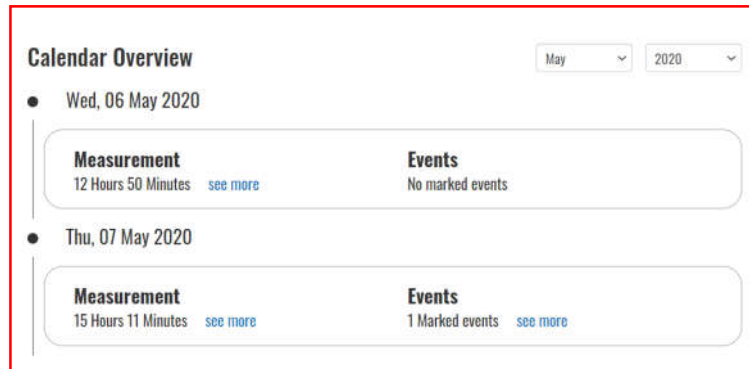 Calendar Overview May 2020
Wed, 06 May 2020
Measurement Events
12 Hours 50 Minutes see more No marked events
Thu, 07 May 2020
Measurement Events
15 Hours 11 Minutes see more 1 Marked events see more